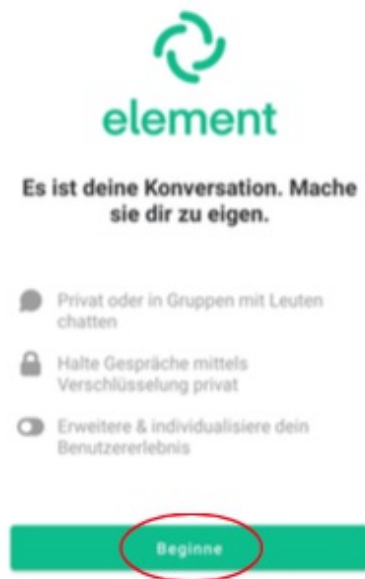 element
Es ist deine Konversation. Mache
sie dir zu eigen.
Privat oder in Gruppen mit Leuten
chatten
Halte Gespräche mittels
Verschlüsselung privat
Erweitere & individualisiere dein
Benutzererlebnis
Beginne